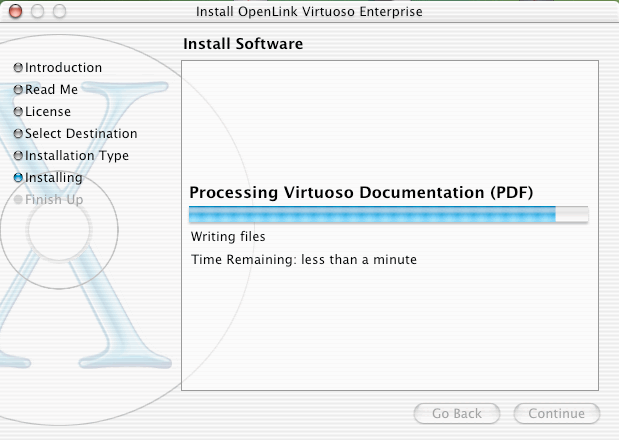 Install OpenLink Virtuoso Enterprise
Install Software
Introduction
Read Me
License
Select Destination
Installation Type
Installing
Finish Up
Processing Virtuoso Documentation (PDF)
Writing files
Time Remaining: less than a minute
Go Back
Continue